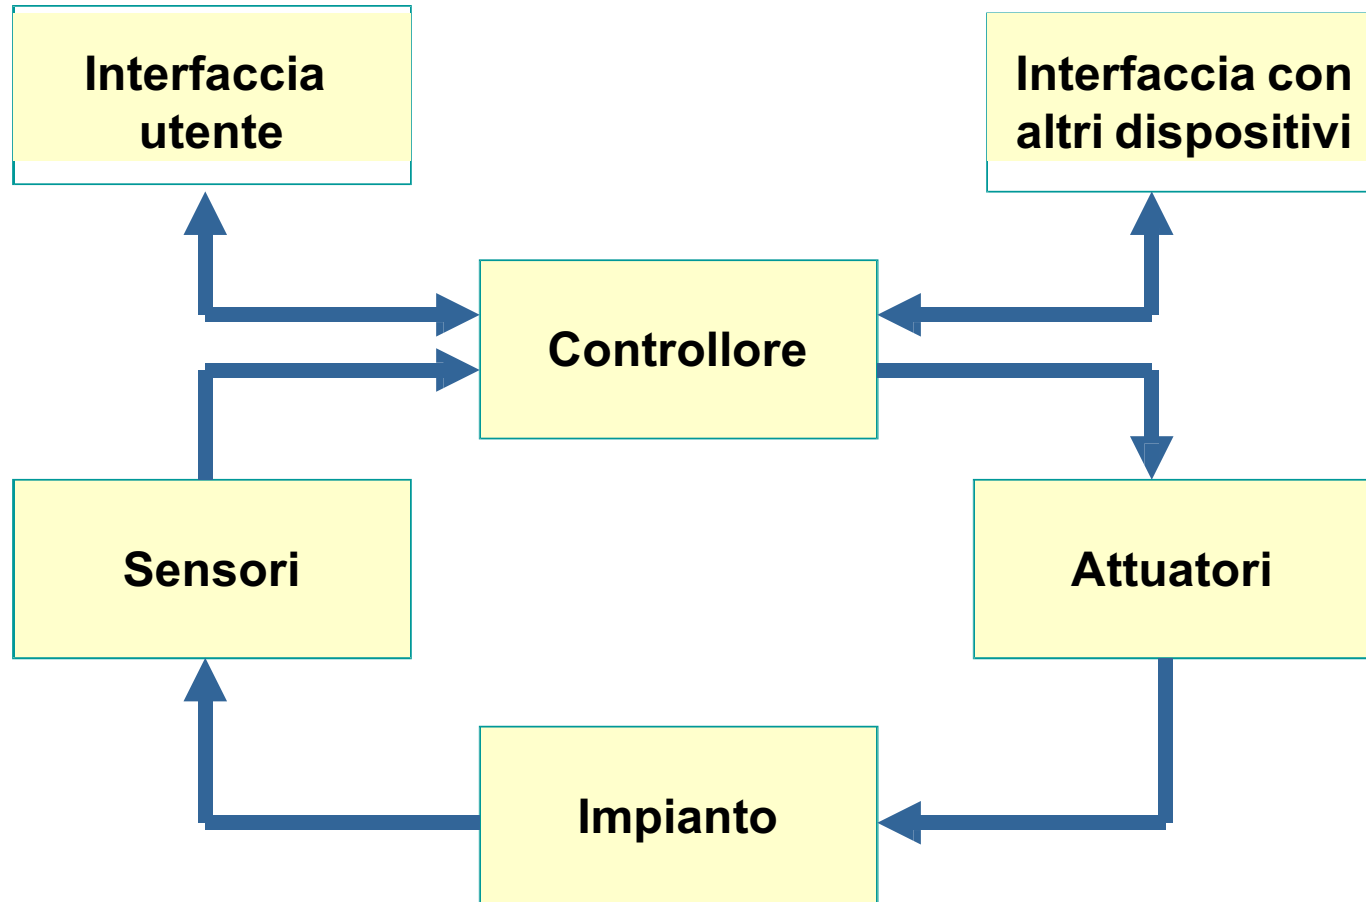 Interfaccia
utente
Interfaccia con
altri dispositivi
Controllore
Sensori
Attuatori
Impianto